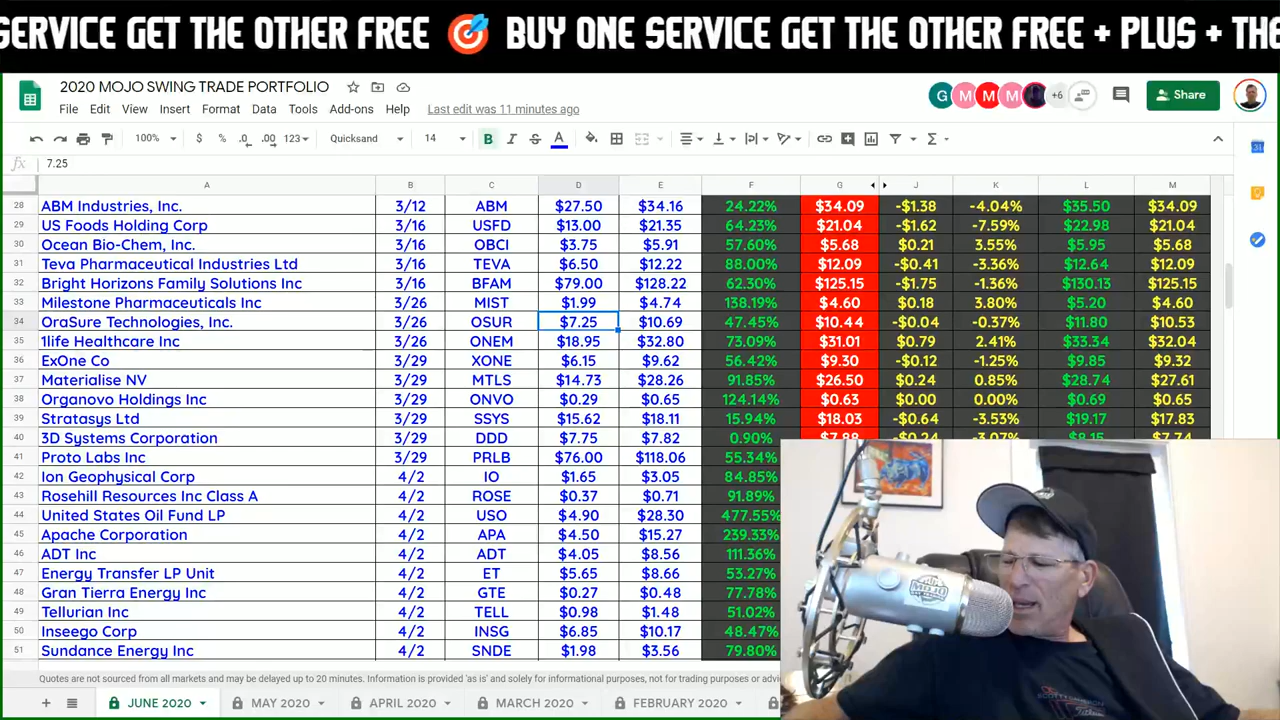 SERVICE GET THE OTHER FREE 🎯 BUY ONE SERVICE GET THE OTHER FREE + PLUS + THE
2020 MOJO SWING TRADE PORTFOLIO
G M M M +6
Share
File Edit View Insert Format Data Tools Add-ons Help Last edit was 11 minutes ago
100% $ % .0 .00 123 Quicksand 14 B I S A
fx 7.25
A B C D E F G J K L M
28 ABM Industries, Inc. 3/12 ABM $27.50 $34.16 24.22% $34.09 -$1.38 -4.04% $35.50 $34.09
29 US Foods Holding Corp 3/16 USFD $13.00 $21.35 64.23% $21.04 -$1.62 -7.59% $22.98 $21.04
30 Ocean Bio-Chem, Inc. 3/16 OBCI $3.75 $5.91 57.60% $5.68 $0.21 3.55% $5.95 $5.68
31 Teva Pharmaceutical Industries Ltd 3/16 TEVA $6.50 $12.22 88.00% $12.09 -$0.41 -3.36% $12.64 $12.09
32 Bright Horizons Family Solutions Inc 3/16 BFAM $79.00 $128.22 62.30% $125.15 -$1.75 -1.36% $130.13 $125.15
33 Milestone Pharmaceuticals Inc 3/26 MIST $1.99 $4.74 138.19% $4.60 $0.18 3.80% $5.20 $4.60
34 OraSure Technologies, Inc. 3/26 OSUR $7.25 $10.69 47.45% $10.44 -$0.04 -0.37% $11.80 $10.53
35 1life Healthcare Inc 3/26 ONEM $18.95 $32.80 73.09% $31.01 $0.79 2.41% $33.34 $32.04
36 ExOne Co 3/29 XONE $6.15 $9.62 56.42% $9.30 -$0.12 -1.25% $9.85 $9.32
37 Materialise NV 3/29 MTLS $14.73 $28.26 91.85% $26.50 $0.24 0.85% $28.74 $27.61
38 Organovo Holdings Inc 3/29 ONVO $0.29 $0.65 124.14% $0.63 $0.00 0.00% $0.69 $0.65
39 Stratasys Ltd 3/29 SSYS $15.62 $18.11 15.94% $18.03 -$0.64 -3.53% $19.17 $17.83
40 3D Systems Corporation 3/29 DDD $7.75 $7.82 0.90% $7.88 -$0.24 -3.07% $8.15 $7.74
41 Proto Labs Inc 3/29 PRLB $76.00 $118.06 55.34%
42 Ion Geophysical Corp 4/2 IO $1.65 $3.05 84.85%
43 Rosehill Resources Inc Class A 4/2 ROSE $0.37 $0.71 91.89%
44 United States Oil Fund LP 4/2 USO $4.90 $28.30 477.55%
45 Apache Corporation 4/2 APA $4.50 $15.27 239.33%
46 ADT Inc 4/2 ADT $4.05 $8.56 111.36%
47 Energy Transfer LP Unit 4/2 ET $5.65 $8.66 53.27%
48 Gran Tierra Energy Inc 4/2 GTE $0.27 $0.48 77.78%
49 Tellurian Inc 4/2 TELL $0.98 $1.48 51.02%
50 Inseego Corp 4/2 INSG $6.85 $10.17 48.47%
51 Sundance Energy Inc 4/2 SNDE $1.98 $3.56 79.80%
MOJO
Quotes are not sourced from all markets and may be delayed up to 20 minutes. Information is provided 'as is' and solely for informational purposes, not for trading purposes or advi
JUNE 2020 MAY 2020 APRIL 2020 MARCH 2020 FEBRUARY 2020